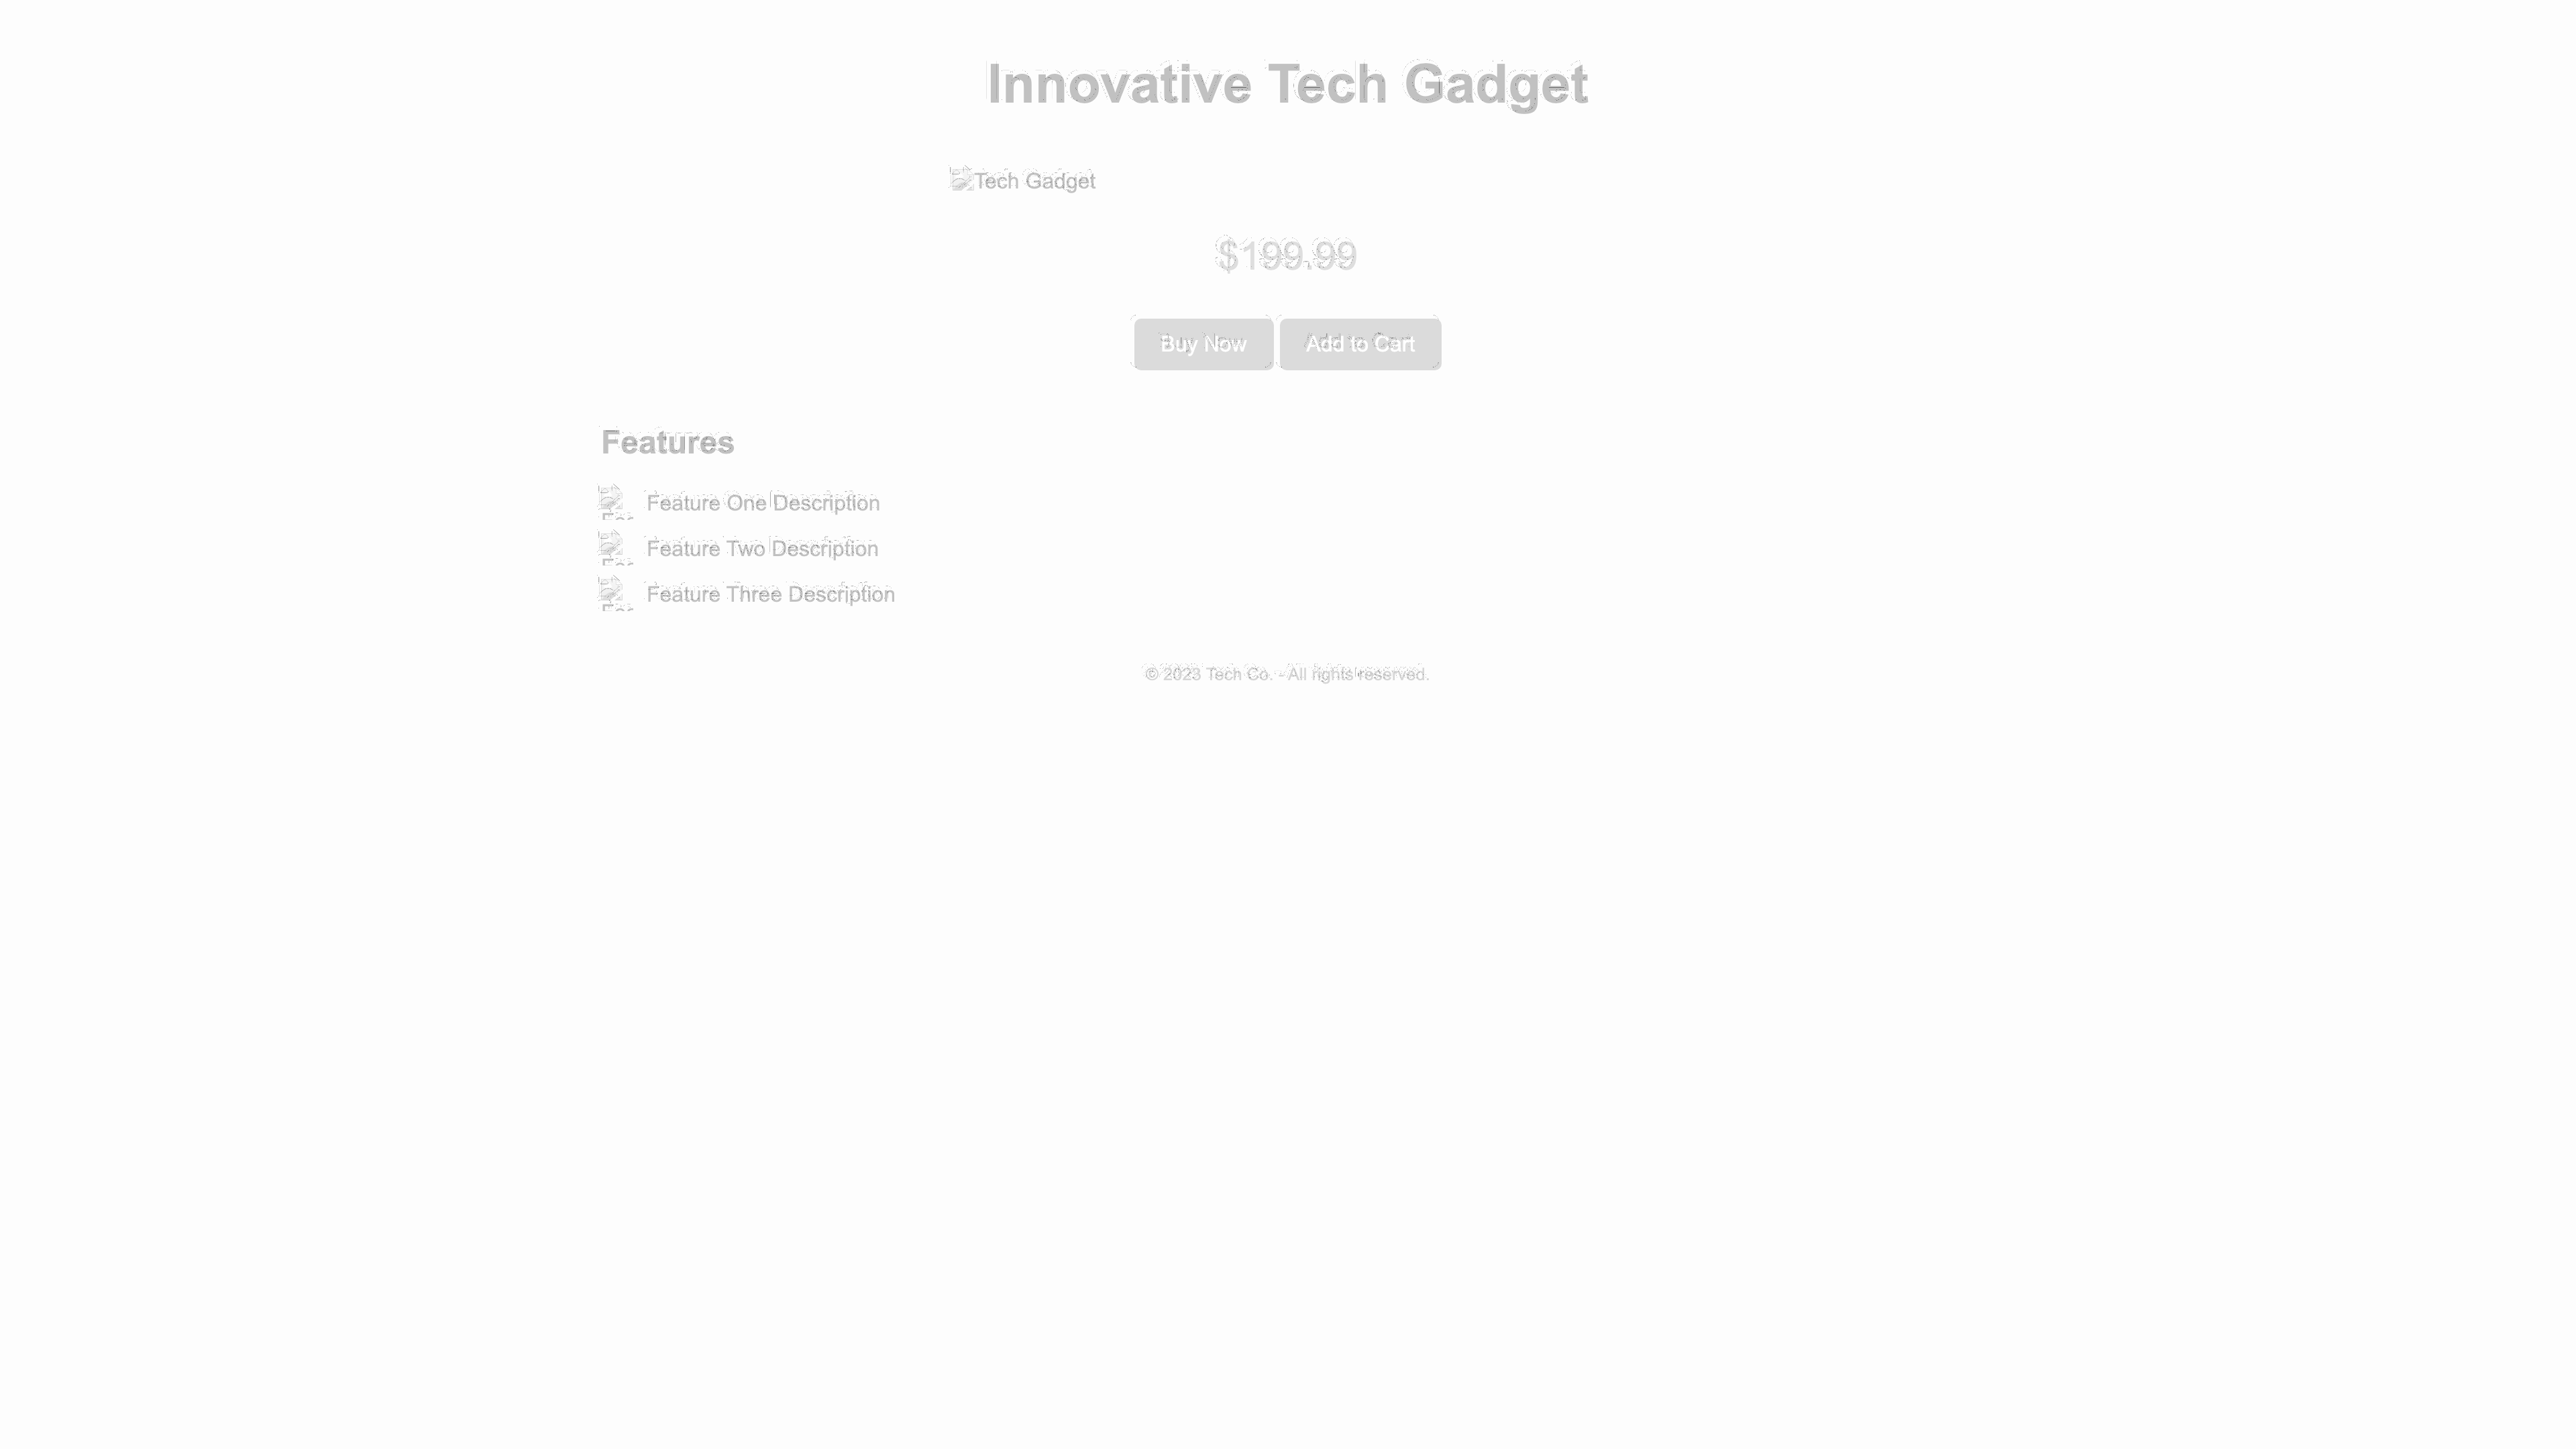 Innovative Tech Gadget
Tech Gadget
$199.99
Buy Now Add to Cart
Features
Feature One Description
Feature Two Description
Feature Three Description
© 2023 Tech Co. - All rights reserved.